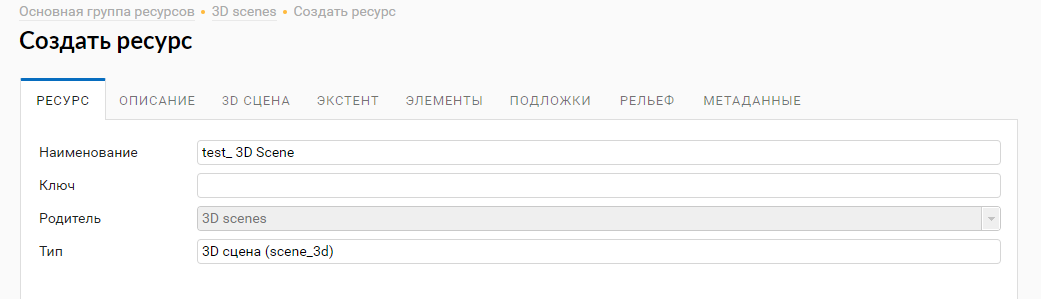 Основная группа ресурсов • 3D scenes • Создать ресурс
Создать ресурс
РЕСУРС ОПИСАНИЕ 3D СЦЕНА ЭКСТЕНТ ЭЛЕМЕНТЫ ПОДЛОЖКИ РЕЛЬЕФ МЕТАДАННЫЕ
Наименование test_ 3D Scene
Ключ
Родитель 3D scenes
Тип 3D сцена (scene_3d)